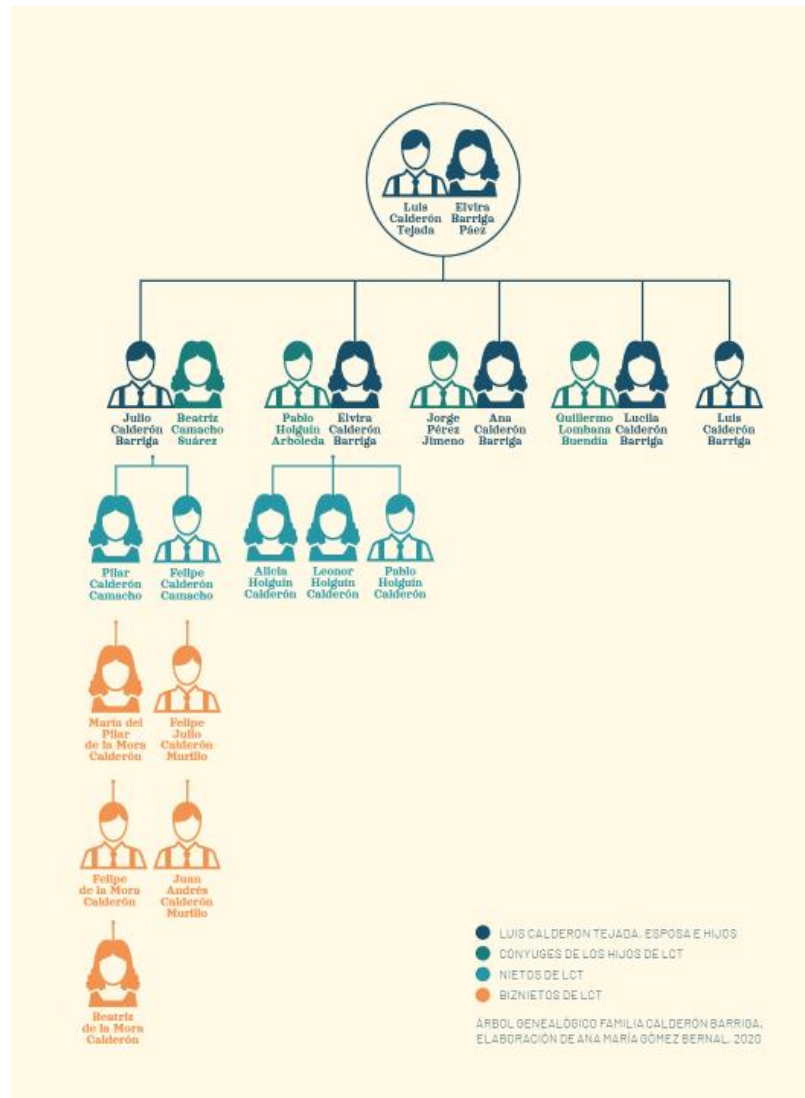 Luis
Calderón
Tejada
Elvira
Barriga
Páez
Julio
Calderón
Barriga
Beatriz
Camacho
Suárez
Pablo
Holguín
Arboleda
Elvira
Calderón
Barriga
Jorge
Pérez
Jimeno
Ana
Calderón
Barriga
Guillermo
Lombana
Buendía
Lucila
Calderón
Barriga
Luis
Calderón
Barriga
Pilar
Calderón
Camacho
Felipe
Calderón
Camacho
Alicia
Holguín
Calderón
Leonor
Holguín
Calderón
Pablo
Holguín
Calderón
María del
Pilar
de la Mora
Calderón
Felipe
Julio
Calderón
Murillo
Felipe
de la Mora
Calderón
Juan
Andrés
Calderón
Murillo
Beatriz
de la Mora
Calderón
LUIS CALDERON TEJADA, ESPOSA E HIJOS
CONYUGES DE LOS HIJOS DE LCT
NIETOS DE LCT
BIZNIETOS DE LCT
ÁRBOL GENEALÓGICO FAMILIA CALDERÓN BARRIGA,
ELABORACIÓN DE ANA MARÍA GÓMEZ BERNAL, 2020